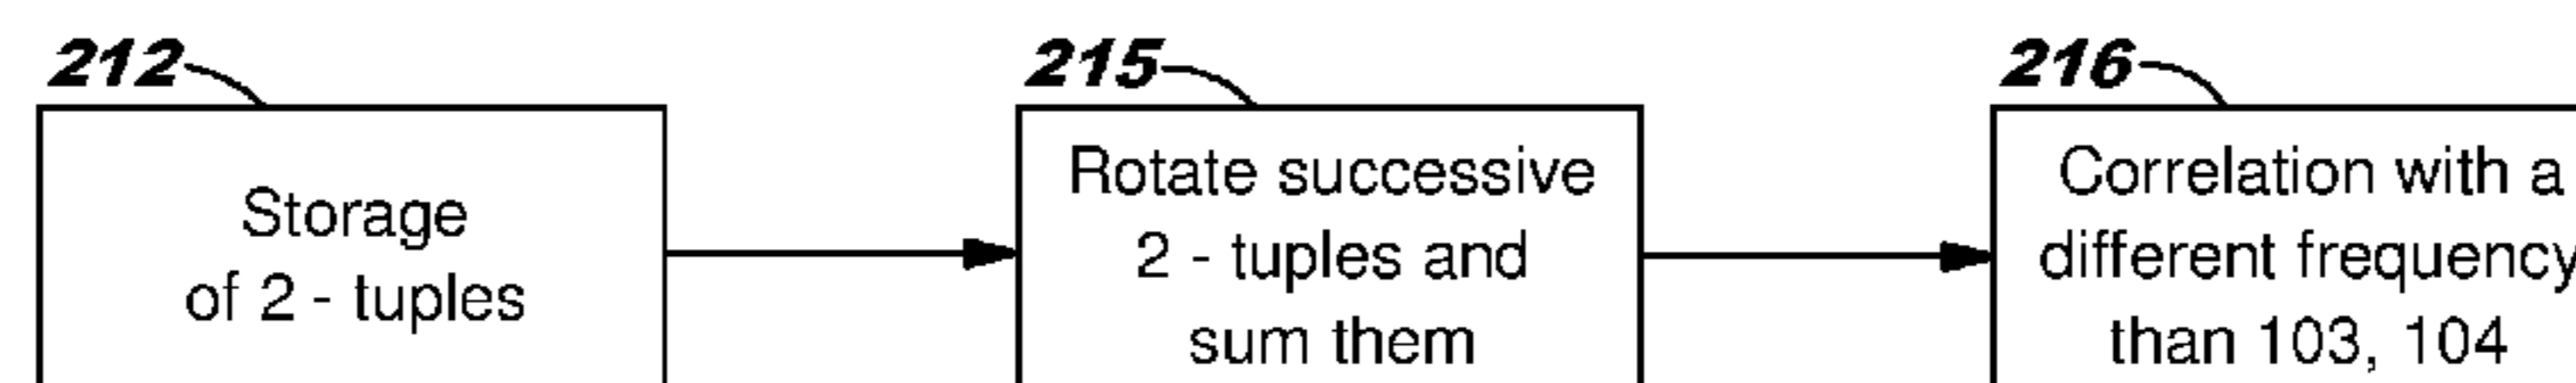 212
Storage
of 2 - tuples
215
Rotate successive
2 - tuples and
sum them
216
Correlation with a
different frequency
than 103, 104